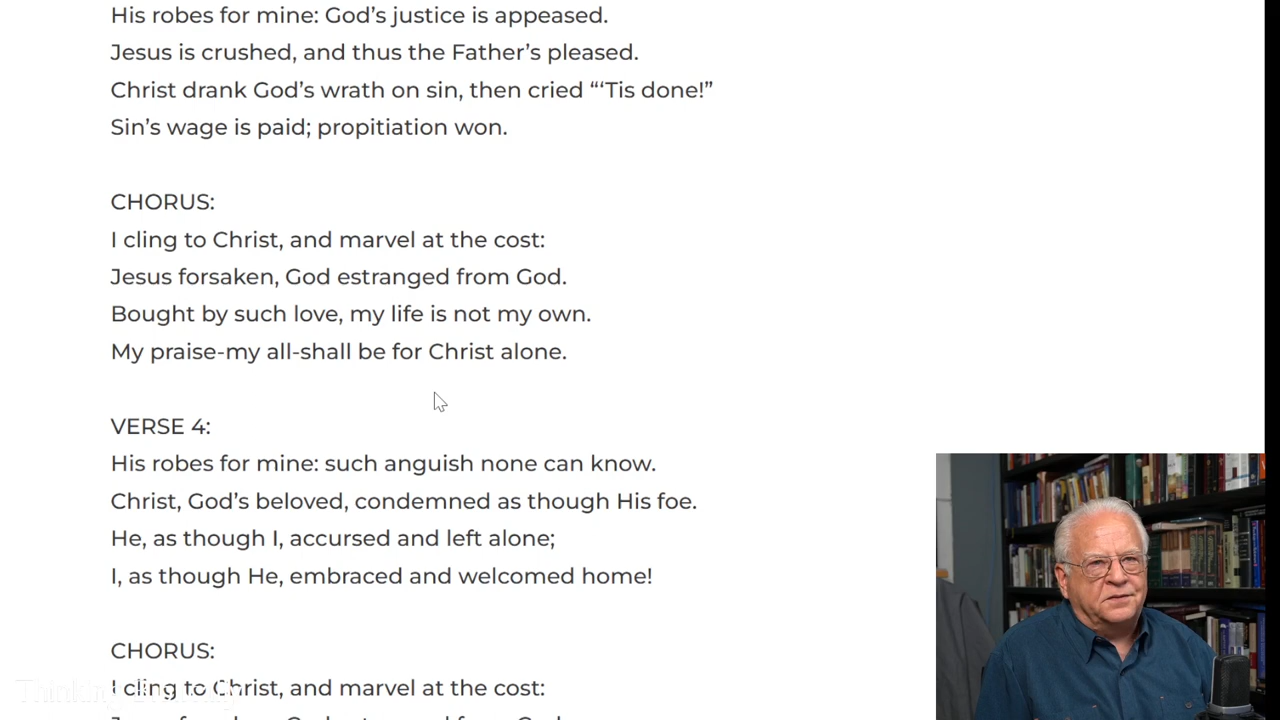 His robes for mine: God’s justice is appeased.
Jesus is crushed, and thus the Father’s pleased.
Christ drank God’s wrath on sin, then cried “‘Tis done!”
Sin’s wage is paid; propitiation won.
CHORUS:
I cling to Christ, and marvel at the cost:
Jesus forsaken, God estranged from God.
Bought by such love, my life is not my own.
My praise-my all-shall be for Christ alone.
VERSE 4:
His robes for mine: such anguish none can know.
Christ, God’s beloved, condemned as though His foe.
He, as though I, accursed and left alone;
I, as though He, embraced and welcomed home!
CHORUS:
I cling to Christ, and marvel at the cost:
Thinking